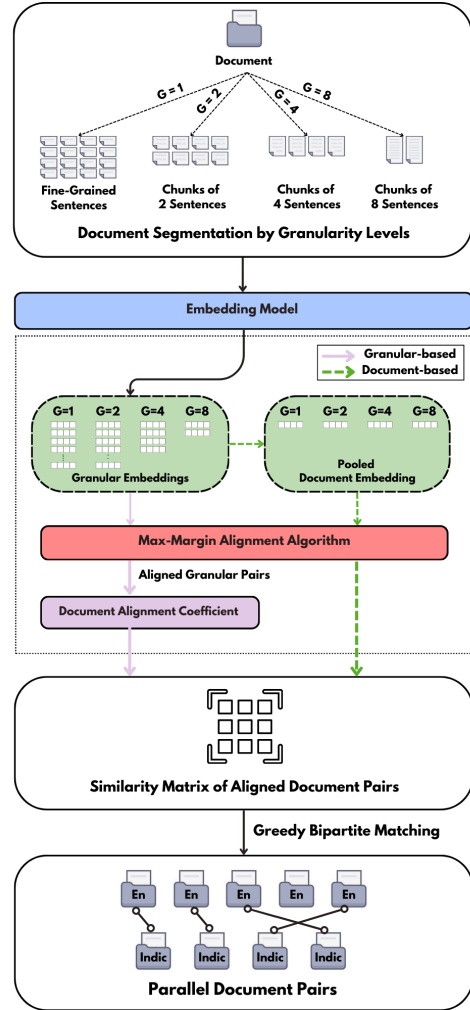 Document
G = 1
G = 2
G = 4
G = 8
Fine-Grained
Sentences
Chunks of
2 Sentences
Chunks of
4 Sentences
Chunks of
8 Sentences
Document Segmentation by Granularity Levels
Embedding Model
Granular-based
Document-based
G=1 G=2 G=4 G=8
Granular Embeddings
G=1 G=2 G=4 G=8
Pooled
Document Embedding
Max-Margin Alignment Algorithm
Aligned Granular Pairs
Document Alignment Coefficient
Similarity Matrix of Aligned Document Pairs
Greedy Bipartite Matching
En En En En En
Indic Indic Indic Indic
Parallel Document Pairs